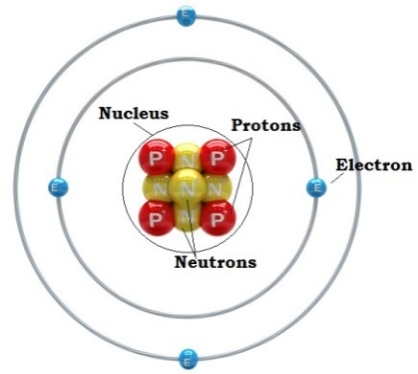 E
Nucleus
Protons
P N P
Electron
E N N N E
P N P
Neutrons
E